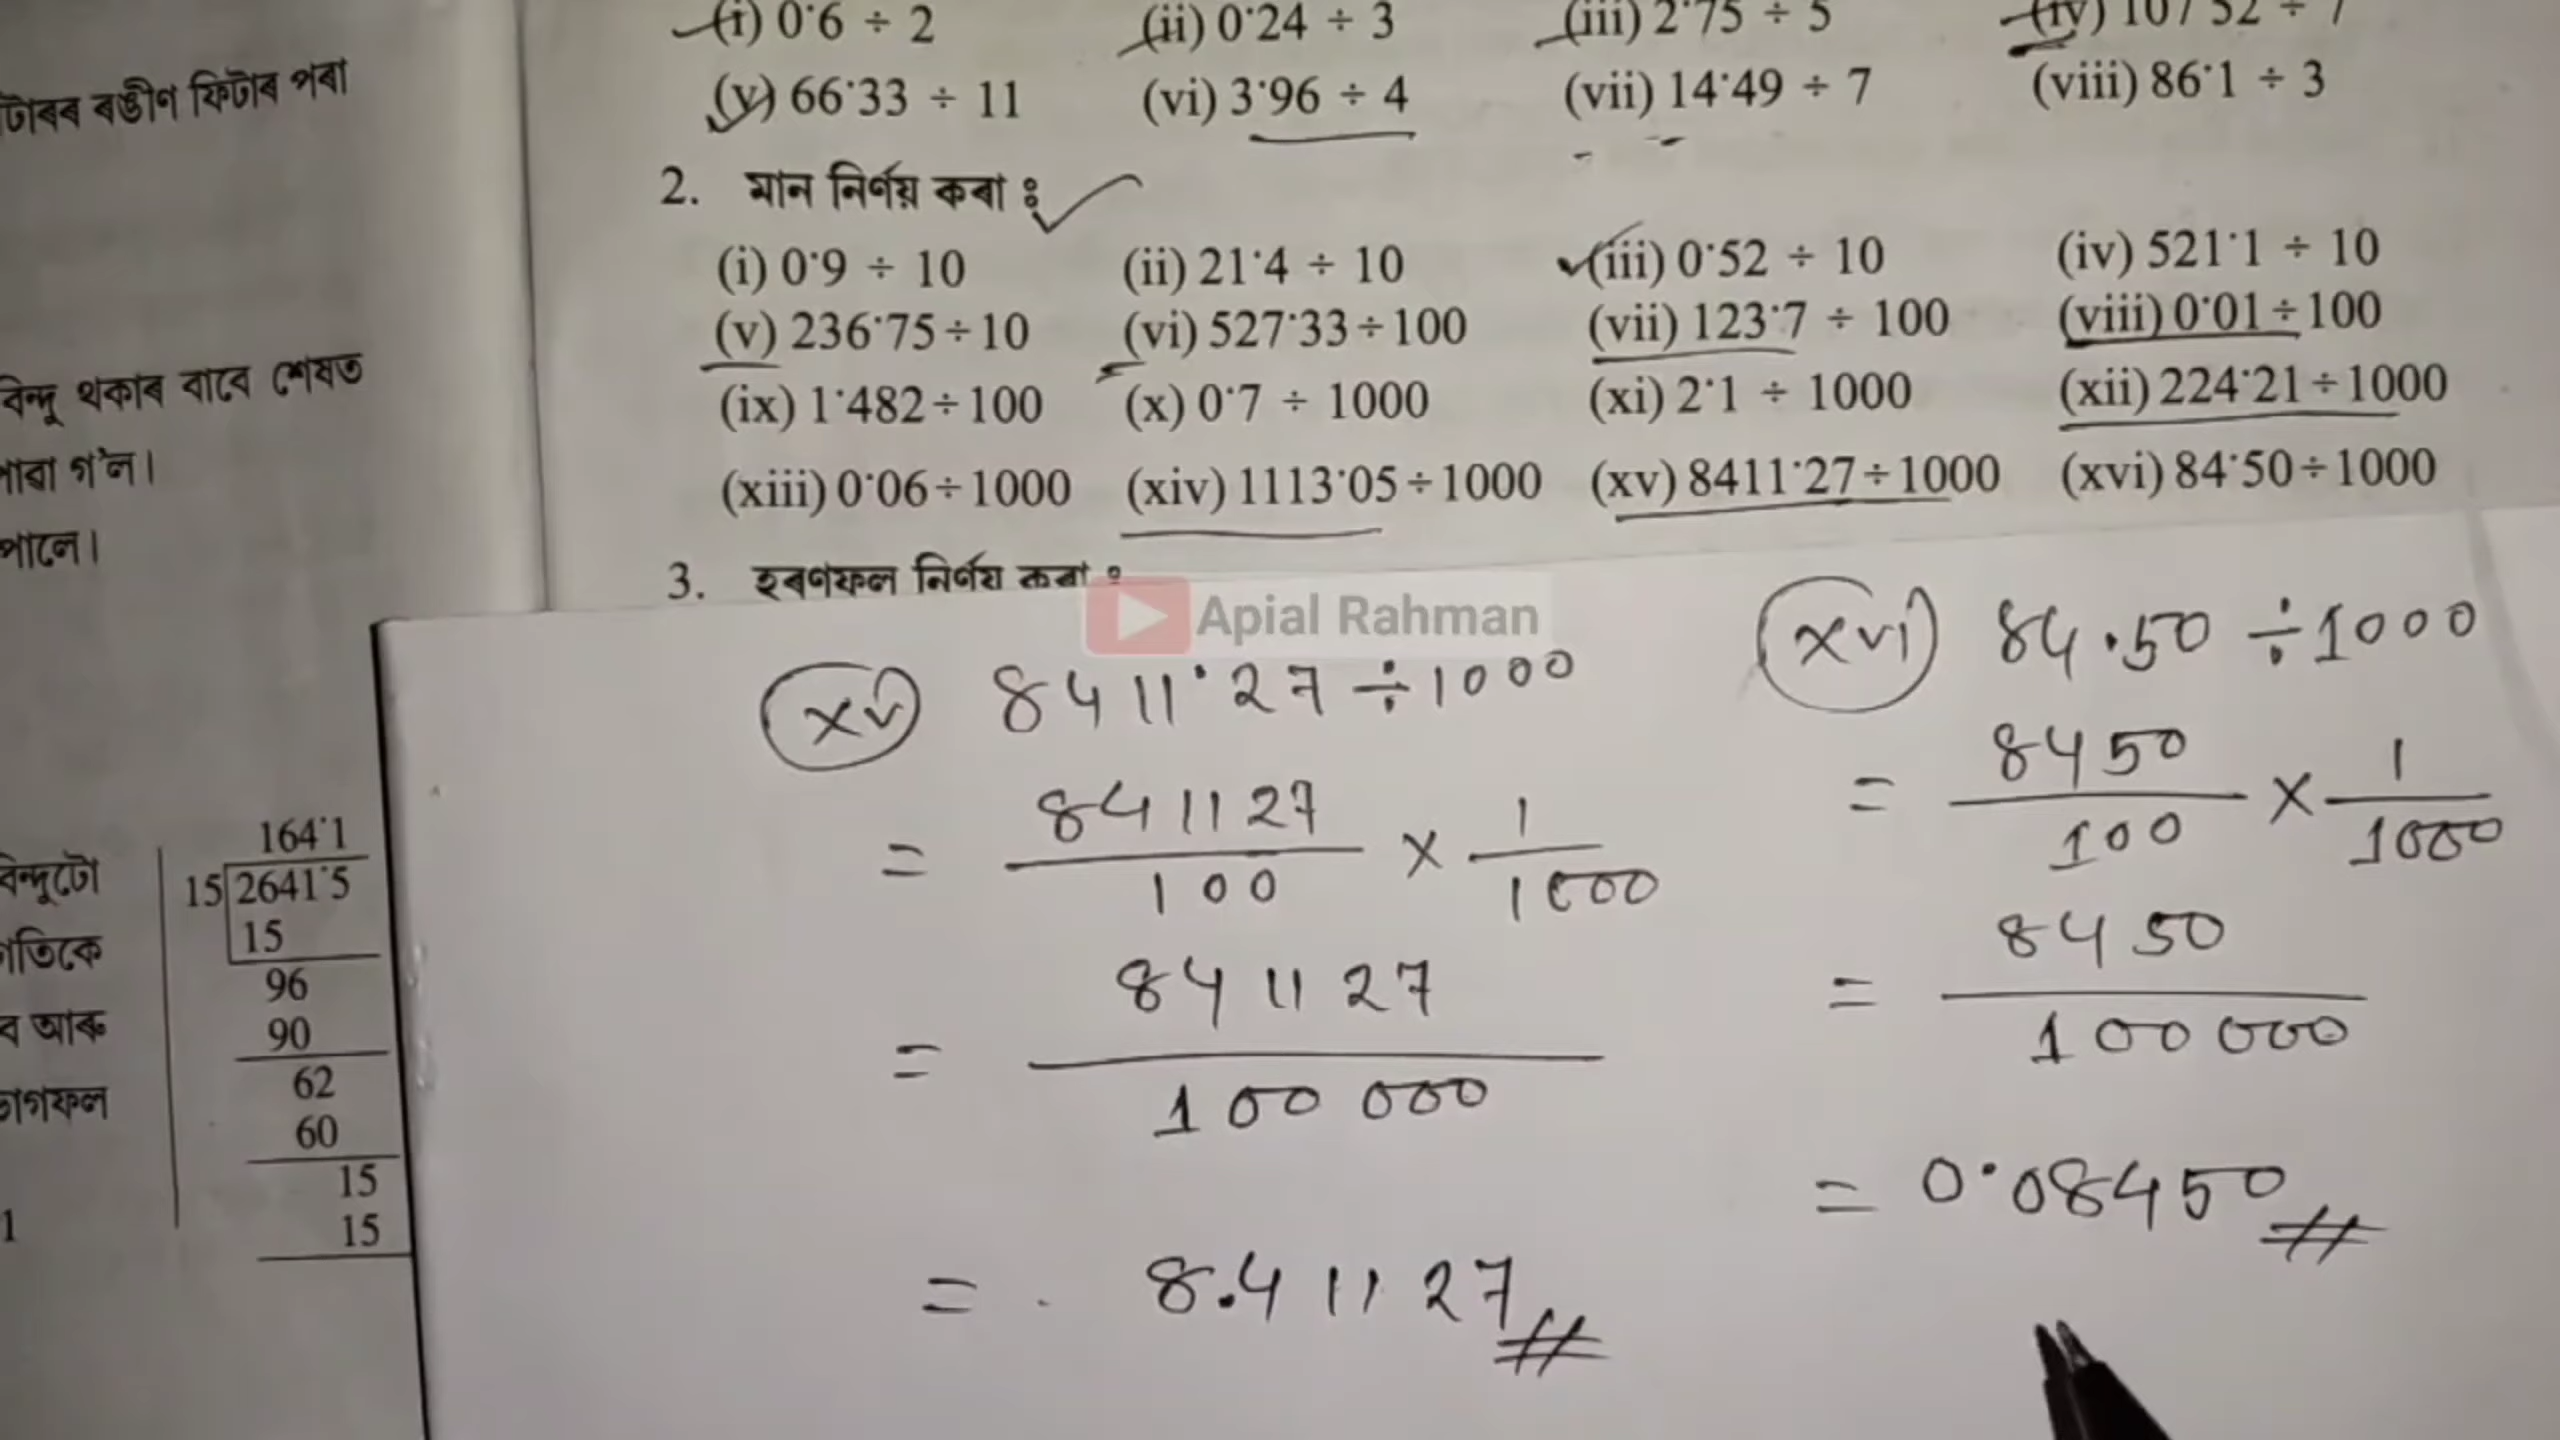 (i) 0·6 ÷ 2 (ii) 0·24 ÷ 3 (iii) 2·75 ÷ 5 (iv) 107·52 ÷ 7
(v) 66·33 ÷ 11 (vi) 3·96 ÷ 4 (vii) 14·49 ÷ 7 (viii) 86·1 ÷ 3
2. মান নিৰ্ণয় কৰা ঃ
(i) 0·9 ÷ 10 (ii) 21·4 ÷ 10 (iii) 0·52 ÷ 10 (iv) 521·1 ÷ 10
(v) 236·75÷10 (vi) 527·33÷100 (vii) 123·7 ÷ 100 (viii) 0·01÷100
(ix) 1·482÷100 (x) 0·7 ÷ 1000 (xi) 2·1 ÷ 1000 (xii) 224·21÷1000
(xiii) 0·06÷1000 (xiv) 1113·05÷1000 (xv) 8411·27÷1000 (xvi) 84·50÷1000
3. হৰণফল নিৰ্ণয় কৰা ঃ
Apial Rahman
ৰঙীণ ফিটাৰ পৰা
থকাৰ বাবে শেষত
গ'ল।
164·1
15 2641·5
15
96
90
62
60
15
15
আৰু
1
xv 8411·27 ÷ 1000
= 841127/100 × 1/1000
= 841127/100000
= 8.41127
xvi 84.50 ÷ 1000
= 8450/100 × 1/1000
= 8450/100000
= 0·08450